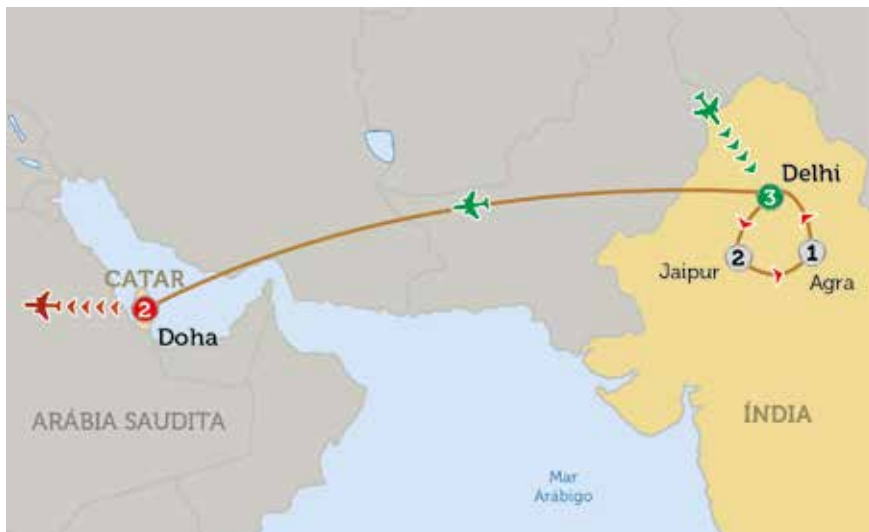 Delhi
3
2
1
Jaipur
Agra
CATAR
2
Doha
ARÁBIA SAUDITA
ÍNDIA
Mar
Arábigo